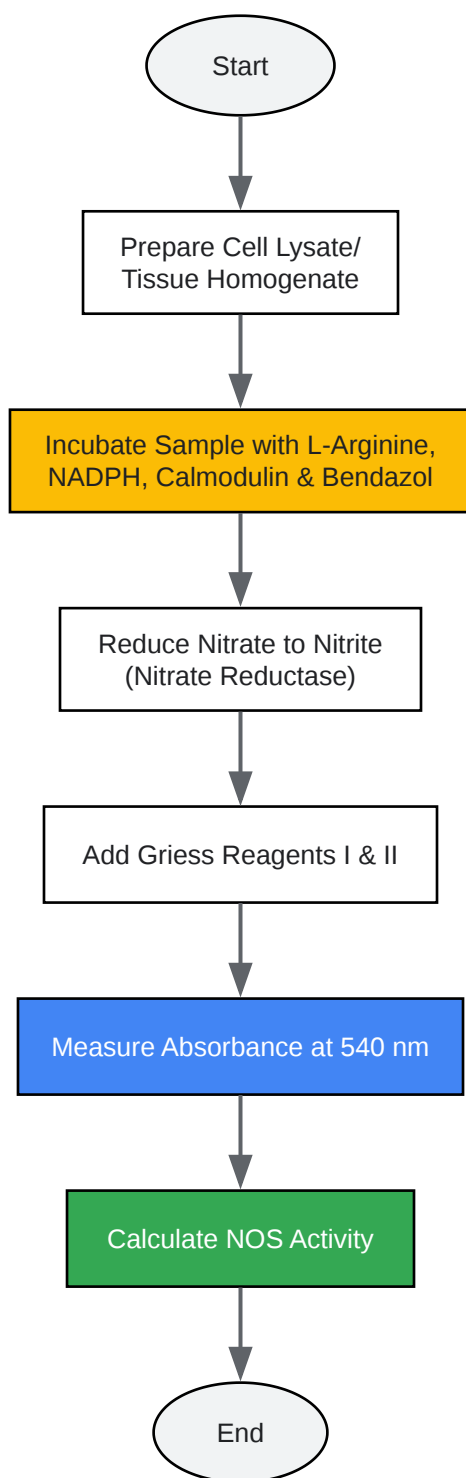 Start
Prepare Cell Lysate/
Tissue Homogenate
Incubate Sample with L-Arginine,
NADPH, Calmodulin & Bendazol
Reduce Nitrate to Nitrite
(Nitrate Reductase)
Add Griess Reagents I & II
Measure Absorbance at 540 nm
Calculate NOS Activity
End